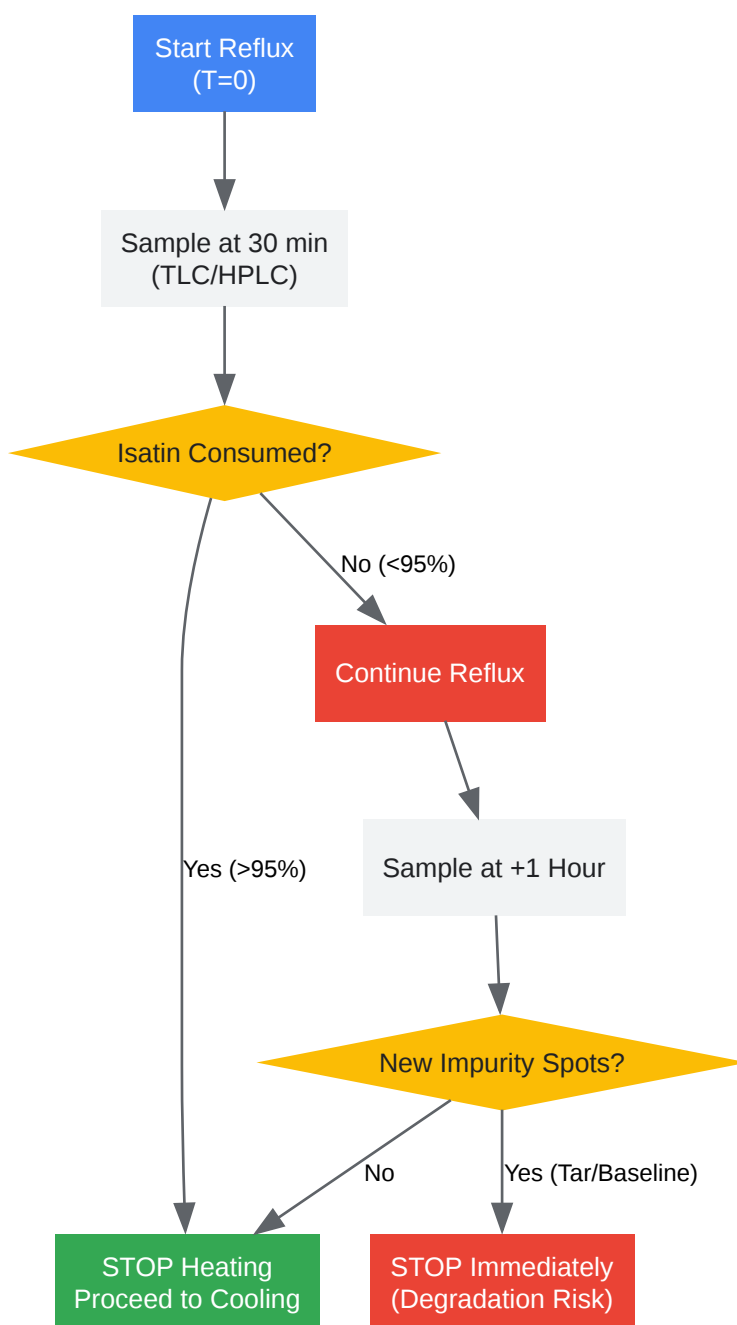 Start Reflux
(T=0)
Sample at 30 min
(TLC/HPLC)
Isatin Consumed?
No (<95%)
Continue Reflux
Yes (>95%)
Sample at +1 Hour
New Impurity Spots?
No
Yes (Tar/Baseline)
STOP Heating
Proceed to Cooling
STOP Immediately
(Degradation Risk)